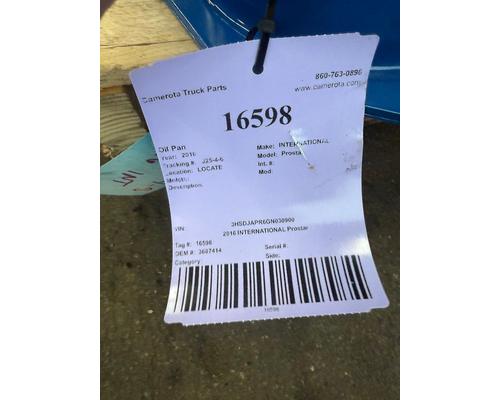 Camerota Truck Parts
860-763-0896
www.camerota.com
16598
Oil Pan
Year: 2016
Make: INTERNATIONAL
Tracking #: J25-4-6
Model: Prostar
Location: LOCATE
Int. #:
Mod:
Description:
VIN: 3HSDJAPR6GN030900
2016 INTERNATIONAL Prostar
Tag #: 16598
Serial #:
OEM #: 3687414
Side:
Category:
16598
INT